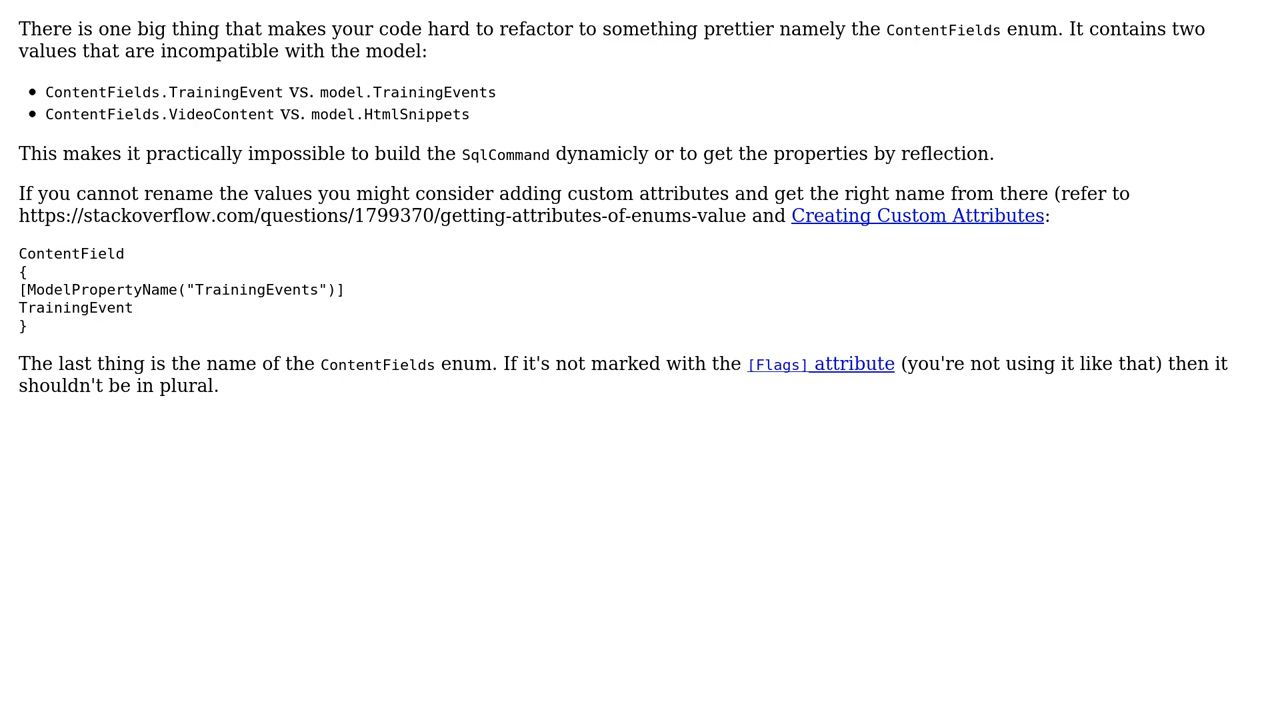 There is one big thing that makes your code hard to refactor to something prettier namely the ContentFields enum. It contains two
values that are incompatible with the model:
• ContentFields.TrainingEvent vs. model.TrainingEvents
• ContentFields.VideoContent vs. model.HtmlSnippets
This makes it practically impossible to build the SqlCommand dynamicly or to get the properties by reflection.
If you cannot rename the values you might consider adding custom attributes and get the right name from there (refer to
https://stackoverflow.com/questions/1799370/getting-attributes-of-enums-value and Creating Custom Attributes:
ContentField
{
[ModelPropertyName("TrainingEvents")]
TrainingEvent
}
The last thing is the name of the ContentFields enum. If it's not marked with the [Flags] attribute (you're not using it like that) then it
shouldn't be in plural.